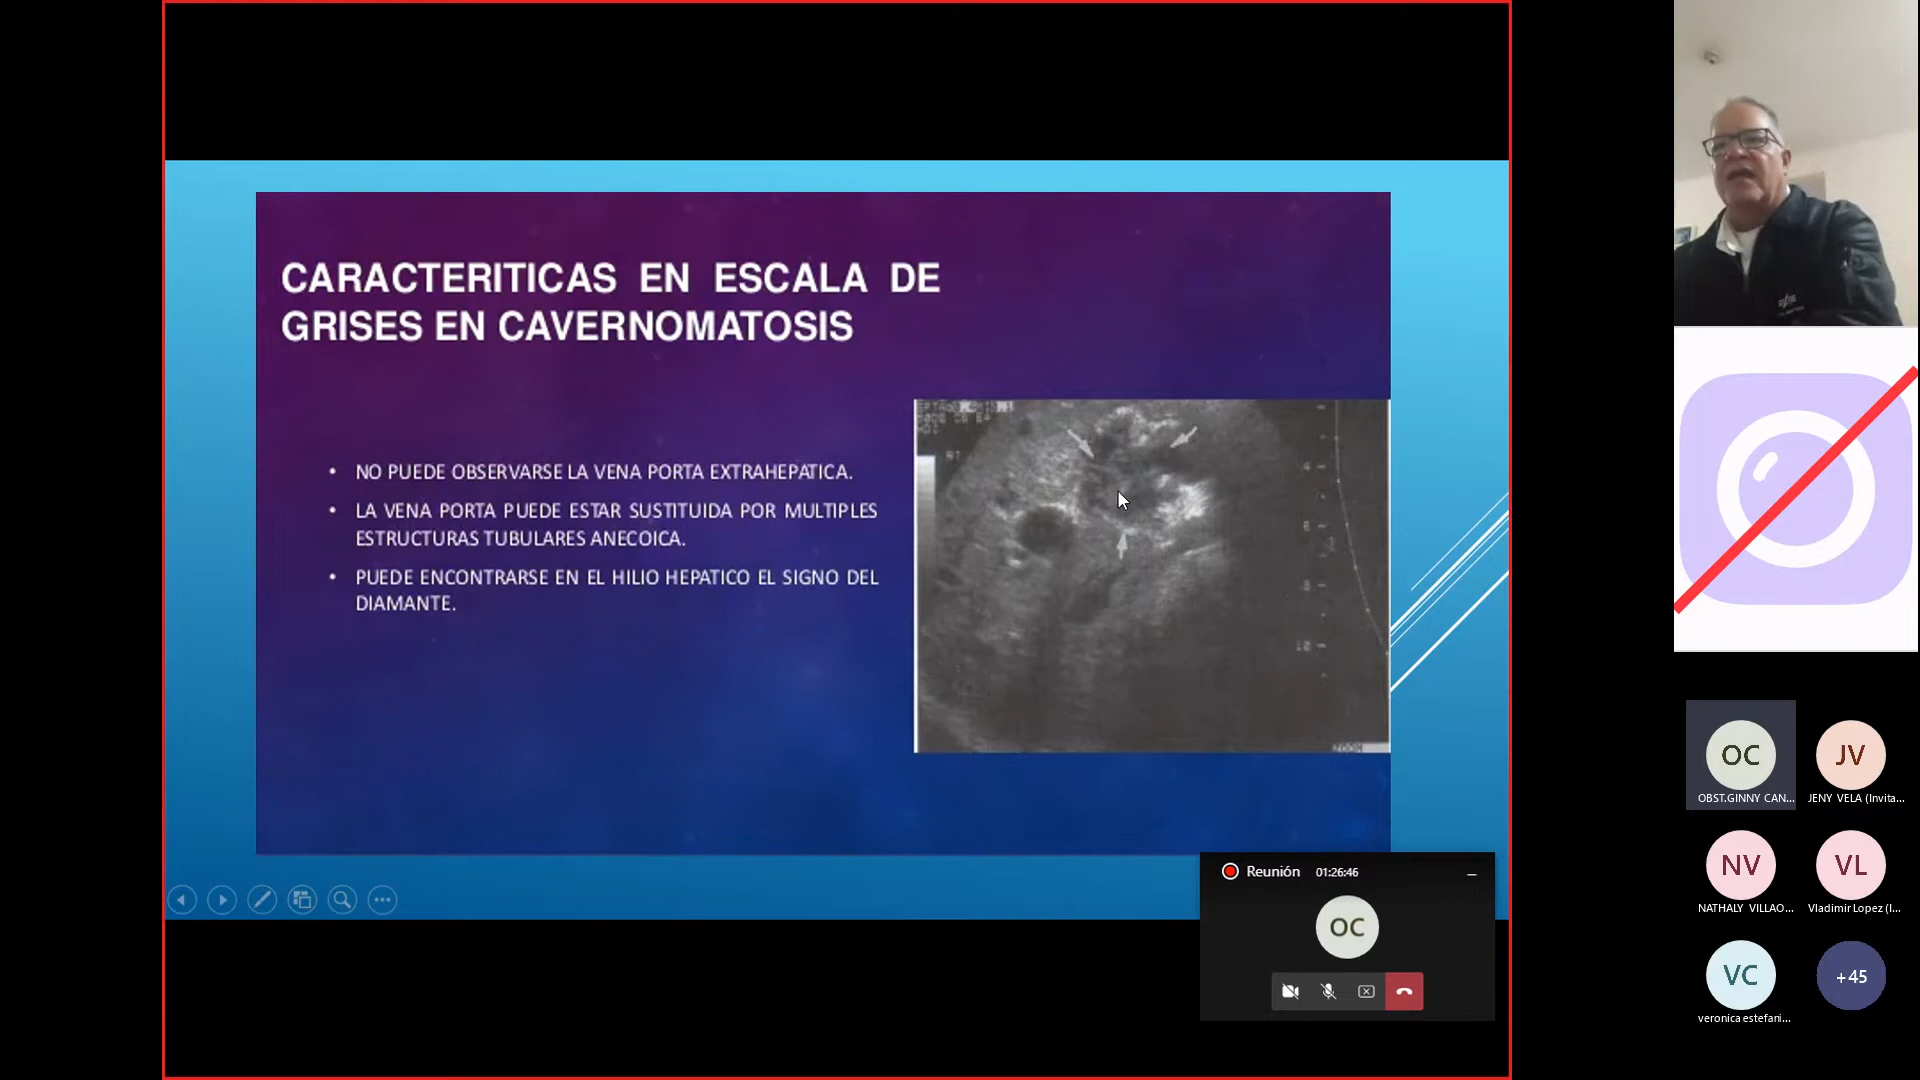 CARACTERITICAS EN ESCALA DE
GRISES EN CAVERNOMATOSIS
• NO PUEDE OBSERVARSE LA VENA PORTA EXTRAHEPATICA.
• LA VENA PORTA PUEDE ESTAR SUSTITUIDA POR MULTIPLES
ESTRUCTURAS TUBULARES ANECOICA.
• PUEDE ENCONTRARSE EN EL HILIO HEPATICO EL SIGNO DEL
DIAMANTE.
ZOOM
Reunión 01:26:46
OC
OC
OBST.GINNY CAN...
JV
JENY VELA (Invita...
NV
NATHALY VILLAO...
VL
Vladimir Lopez (I...
VC
veronica estefani...
+45